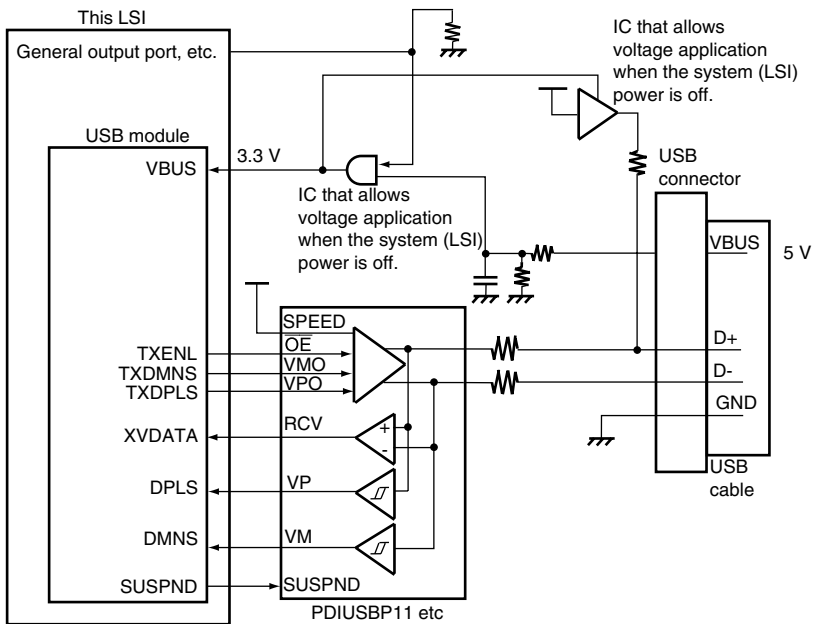 This LSI
General output port, etc.
IC that allows
voltage application
when the system (LSI)
power is off.
USB module
VBUS
3.3 V
IC that allows
voltage application
when the system (LSI)
power is off.
USB
connector
VBUS
5 V
SPEED
TXENL
OE
TXDMNS
VMO
TXDPLS
VPO
D+
D-
GND
XVDATA
RCV
+
-
DPLS
VP
USB
cable
DMNS
VM
SUSPND
SUSPND
PDIUSBP11 etc